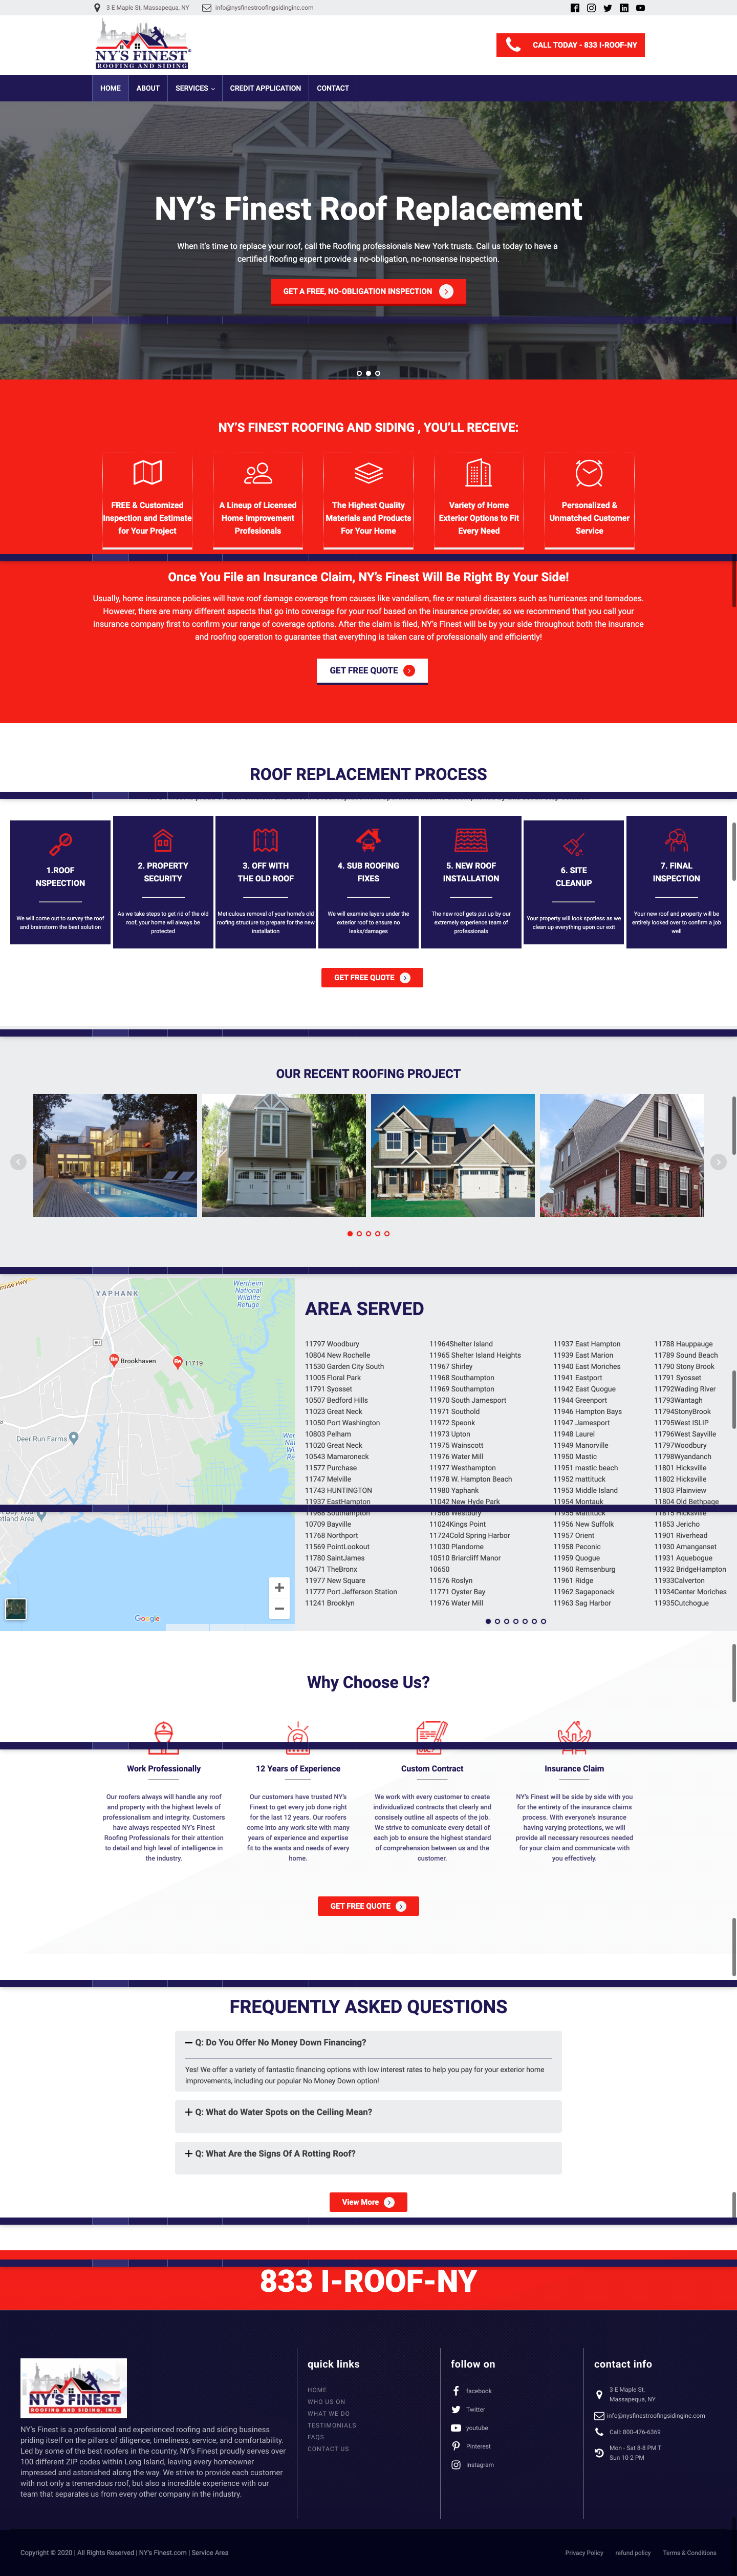 3 E Maple St, Massapequa, NY
info@nysfinestroofingsidinginc.com
NY'S FINEST
ROOFING AND SIDING
CALL TODAY - 833 I-ROOF-NY
HOME
ABOUT
SERVICES
CREDIT APPLICATION
CONTACT
NY's Finest Roof Replacement
When it's time to replace your roof, call the Roofing professionals New York trusts. Call us today to have a
certified Roofing expert provide a no-obligation, no-nonsense inspection.
GET A FREE, NO-OBLIGATION INSPECTION
NY'S FINEST ROOFING AND SIDING , YOU'LL RECEIVE:
FREE & Customized
Inspection and Estimate
for Your Project
A Lineup of Licensed
Home Improvement
Profesionals
The Highest Quality
Materials and Products
For Your Home
Variety of Home
Exterior Options to Fit
Every Need
Personalized &
Unmatched Customer
Service
Once You File an Insurance Claim, NY's Finest Will Be Right By Your Side!
Usually, home insurance policies will have roof damage coverage from causes like vandalism, fire or natural disasters such as hurricanes and tornadoes.
However, there are many different aspects that go into coverage for your roof based on the insurance provider, so we recommend that you call your
insurance company first to confirm your range of coverage options. After the claim is filed, NY's Finest will be by your side throughout both the insurance
and roofing operation to guarantee that everything is taken care of professionally and efficiently!
GET FREE QUOTE
ROOF REPLACEMENT PROCESS
1.ROOF
NSPEECTION
We will come out to survey the roof
and brainstorm the best solution
2. PROPERTY
SECURITY
As we take steps to get rid of the old
roof, your home will always be
protected
3. OFF WITH
THE OLD ROOF
Meticulous removal of your home's old
roofing structure to prepare for the new
installation
4. SUB ROOFING
FIXES
We will examine layers under the
exterior roof to ensure no
leaks/damages
5. NEW ROOF
INSTALLATION
The new roof gets put up by our
extremely experience team of
professionals
6. SITE
CLEANUP
Your property will look spotless as we
clean up everything upon our exit
7. FINAL
INSPECTION
Your new roof and property will be
entirely looked over to confirm a job
well
GET FREE QUOTE
OUR RECENT ROOFING PROJECT
YAPHANK
Wertheim
National
Wildlife
Refuge
80
Brookhaven
11719
Deer Run Farms
Google
AREA SERVED
11797 Woodbury
10804 New Rochelle
11530 Garden City South
11005 Floral Park
11791 Syosset
10507 Bedford Hills
11023 Great Neck
11050 Port Washington
10803 Pelham
11020 Great Neck
10543 Mamaroneck
11577 Purchase
11747 Melville
11743 HUNTINGTON
11937 EastHampton
11968 Southampton
10709 Bayville
11768 Northport
11569 PointLookout
11780 SaintJames
10471 TheBronx
11977 New Square
11777 Port Jefferson Station
11241 Brooklyn
11964Shelter Island
11965 Shelter Island Heights
11967 Shirley
11968 Southampton
11969 Southampton
11970 South Jamesport
11971 Southold
11972 Speonk
11973 Upton
11975 Wainscott
11976 Water Mill
11977 Westhampton
11978 W. Hampton Beach
11980 Yaphank
11042 New Hyde Park
11568 Westbury
11024Kings Point
11724Cold Spring Harbor
11030 Plandome
10510 Briarcliff Manor
10650
11576 Roslyn
11771 Oyster Bay
11976 Water Mill
11937 East Hampton
11939 East Marion
11940 East Moriches
11941 Eastport
11942 East Quogue
11944 Greenport
11946 Hampton Bays
11947 Jamesport
11948 Laurel
11949 Manorville
11950 Mastic
11951 mastic beach
11952 mattituck
11953 Middle Island
11954 Montauk
11955 Mattituck
11956 New Suffolk
11957 Orient
11958 Peconic
11959 Quogue
11960 Remsenburg
11961 Ridge
11962 Sagaponack
11963 Sag Harbor
11788 Hauppauge
11789 Sound Beach
11790 Stony Brook
11791 Syosset
11792Wading River
11793Wantagh
11794StonyBrook
11795West ISLIP
11796West Sayville
11797Woodbury
11798Wyandanch
11801 Hicksville
11802 Hicksville
11803 Plainview
11804 Old Bethpage
11815 Hicksville
11853 Jericho
11901 Riverhead
11930 Amanganset
11931 Aquebogue
11932 BridgeHampton
11933Calverton
11934Center Moriches
11935Cutchogue
Why Choose Us?
Work Professionally
Our roofers always will handle any roof
and property with the highest levels of
professionalism and integrity. Customers
have always respected NY's Finest
Roofing Professionals for their attention
to detail and high level of intelligence in
the industry.
12 Years of Experience
Our customers have trusted NY's
Finest to get every job done right
for the last 12 years. Our roofers
come into any work site with many
years of experience and expertise
fit to the wants and needs of every
home.
Custom Contract
We work with every customer to create
individualized contracts that clearly and
consisely outline all aspects of the job.
We strive to comunicate every detail of
each job to ensure the highest standard
of comprehension between us and the
customer.
Insurance Claim
NY's Finest will be side by side with you
for the entirety of the insurance claims
process. With everyone's insurance
having varying protections, we will
provide all necessary resources needed
for your claim and communicate with
you effectively.
GET FREE QUOTE
FREQUENTLY ASKED QUESTIONS
Q: Do You Offer No Money Down Financing?
Yes! We offer a variety of fantastic financing options with low interest rates to help you pay for your exterior home
improvements, including our popular No Money Down option!
Q: What do Water Spots on the Ceiling Mean?
Q: What Are the Signs Of A Rotting Roof?
View More
833 I-ROOF-NY
NY'S FINEST
ROOFING AND SIDING, INC.
NY's Finest is a professional and experienced roofing and siding business
priding itself on the pillars of diligence, timeliness, service, and comfortability.
Led by some of the best roofers in the country, NY's Finest proudly serves over
100 different ZIP codes within Long Island, leaving every homeowner
impressed and astonished along the way. We strive to provide each customer
with not only a tremendous roof, but also a incredible experience with our
team that separates us from every other company in the industry.
quick links
HOME
WHO US ON
WHAT WE DO
TESTIMONIALS
FAQS
CONTACT US
follow on
facebook
Twitter
youtube
Pinterest
Instagram
contact info
3 E Maple St,
Massapequa, NY
info@nysfinestroofingsidinginc.com
Call: 800-476-6369
Mon - Sat 8-8 PM T
Sun 10-2 PM
Copyright © 2020 | All Rights Reserved | NY's Finest.com | Service Area
Privacy Policy
refund policy
Terms & Conditions